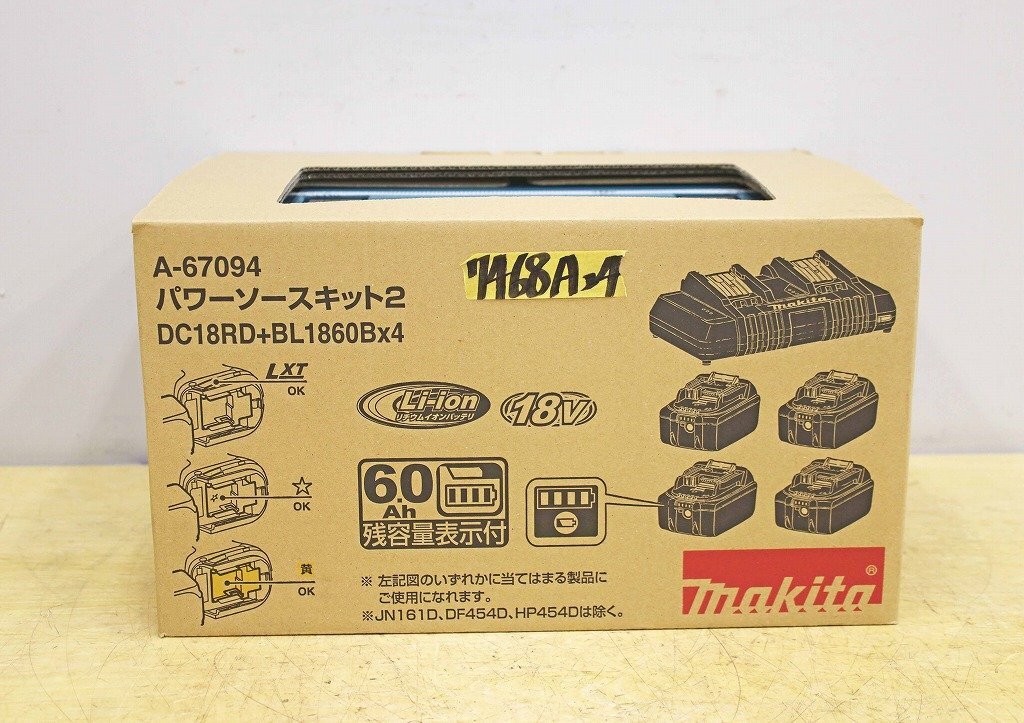 A-67094
パワーソースキット2
DC18RD+BL1860Bx4
7468Ax4
makita
LXT
OK
Li-ion
リチウムイオンバッテリ
18V
☆
OK
6.0
Ah
残容量表示付
黄
OK
※ 左記図のいずれかに当てはまる製品に
ご使用になれます。
※JN161D、DF454D、HP454Dは除く。
makita®